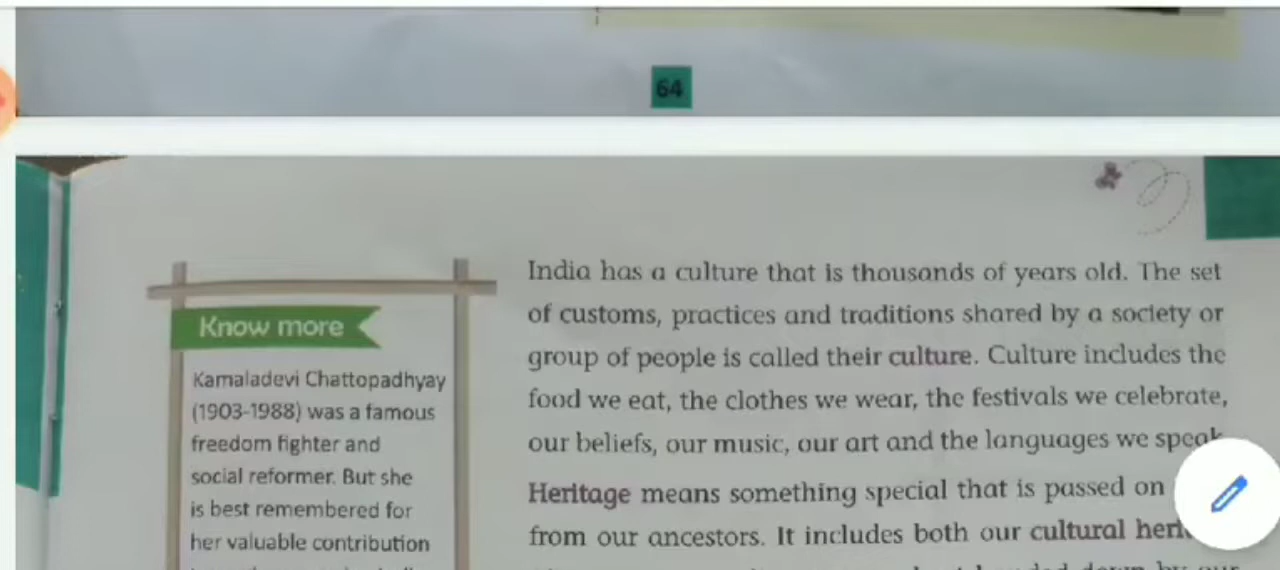 64
Know more
Kamaladevi Chattopadhyay
(1903-1988) was a famous
freedom fighter and
social reformer. But she
is best remembered for
her valuable contribution
India has a culture that is thousands of years old. The set
of customs, practices and traditions shared by a society or
group of people is called their culture. Culture includes the
food we eat, the clothes we wear, the festivals we celebrate,
our beliefs, our music, our art and the languages we speak
Heritage means something special that is passed on
from our ancestors. It includes both our cultural